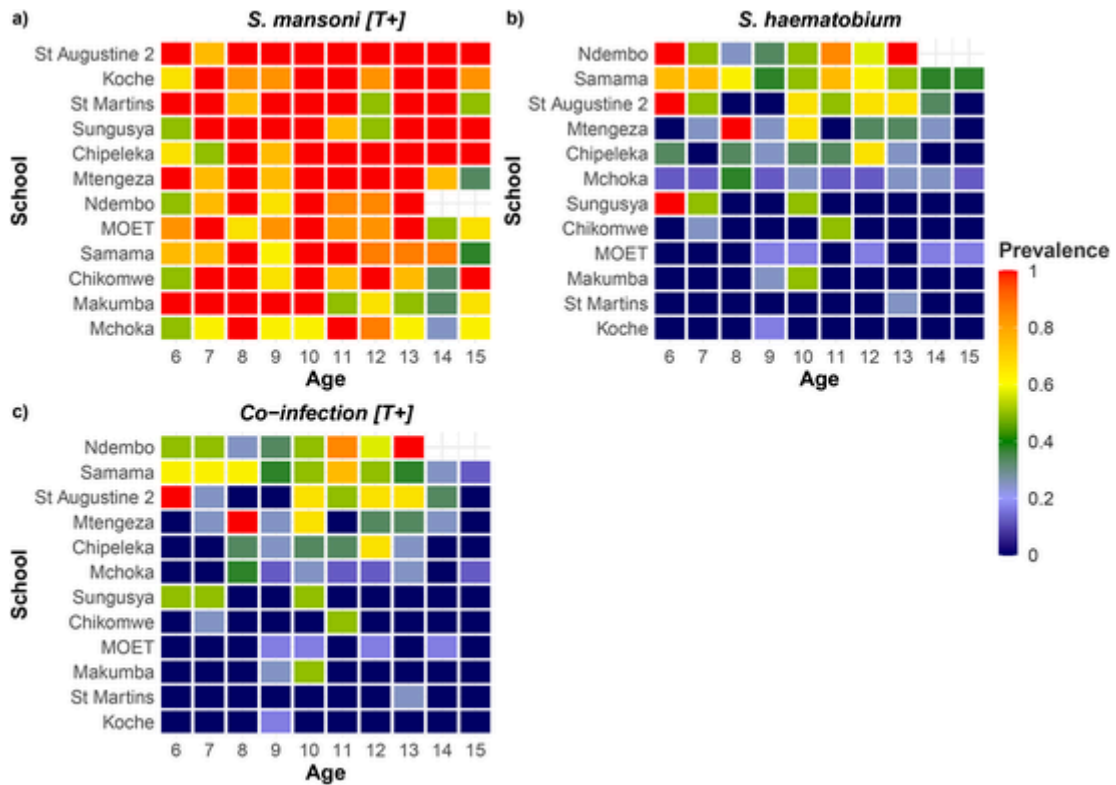 a) S. mansoni [T+]
School
St Augustine 2
Koche
St Martins
Sungusya
Chipeleka
Mtengeza
Ndembo
MOET
Samama
Chikomwe
Makumba
Mchoka
6 7 8 9 10 11 12 13 14 15
Age
b) S. haematobium
School
Ndembo
Samama
St Augustine 2
Mtengeza
Chipeleka
Mchoka
Sungusya
Chikomwe
MOET
Makumba
St Martins
Koche
6 7 8 9 10 11 12 13 14 15
Age
Prevalence
1
0.8
0.6
0.4
0.2
0
c) Co−infection [T+]
School
Ndembo
Samama
St Augustine 2
Mtengeza
Chipeleka
Mchoka
Sungusya
Chikomwe
MOET
Makumba
St Martins
Koche
6 7 8 9 10 11 12 13 14 15
Age